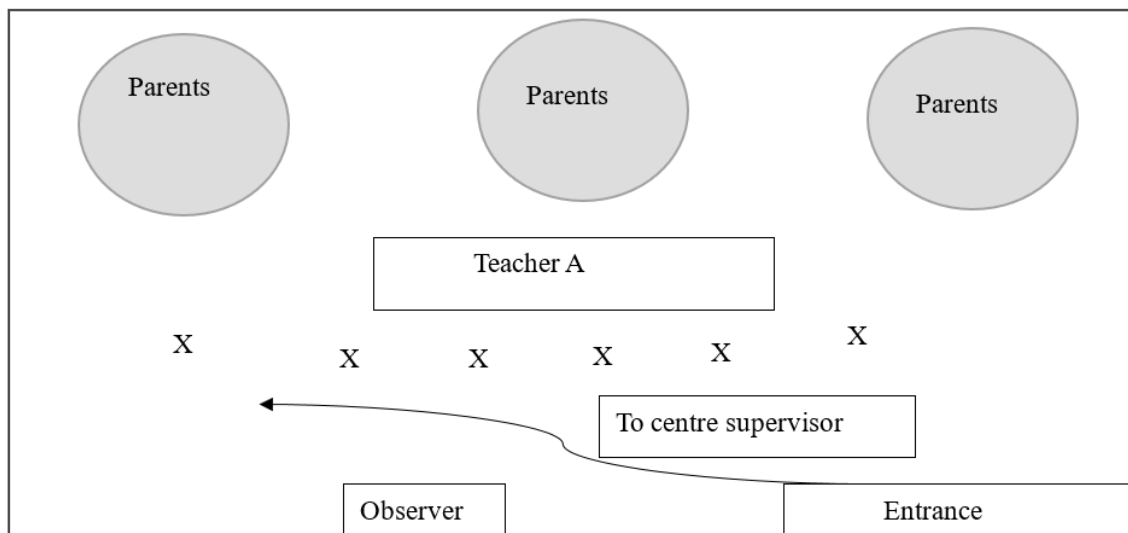 Parents
Parents
Parents
Teacher A
X X X X X X
To centre supervisor
Observer
Entrance